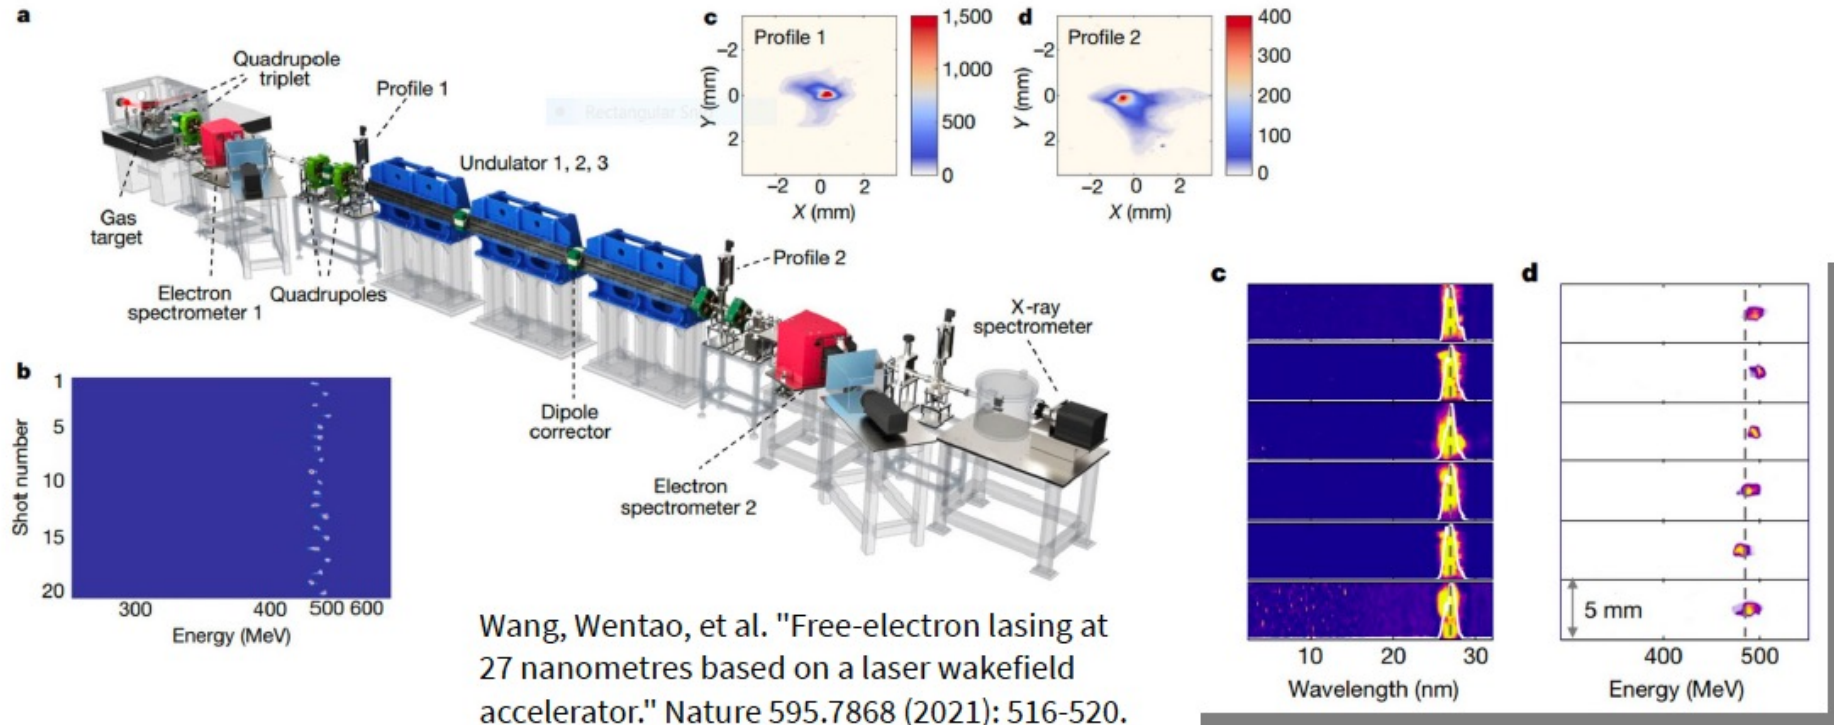 a
Quadrupole
triplet
Profile 1
Undulator 1, 2, 3
Gas
target
Electron
spectrometer 1
Quadrupoles
Profile 2
X-ray
spectrometer
Dipole
corrector
Electron
spectrometer 2
b
Shot number
1
5
10
15
20
300 400 500 600
Energy (MeV)
c
Profile 1
Y (mm)
−2
0
2
−2 0 2
X (mm)
1,500
1,000
500
0
d
Profile 2
Y (mm)
−2
0
2
−2 0 2
X (mm)
400
300
200
100
0
Rectangular
c
10 20 30
Wavelength (nm)
d
5 mm
400 500
Energy (MeV)
Wang, Wentao, et al. "Free-electron lasing at
27 nanometres based on a laser wakefield
accelerator." Nature 595.7868 (2021): 516-520.